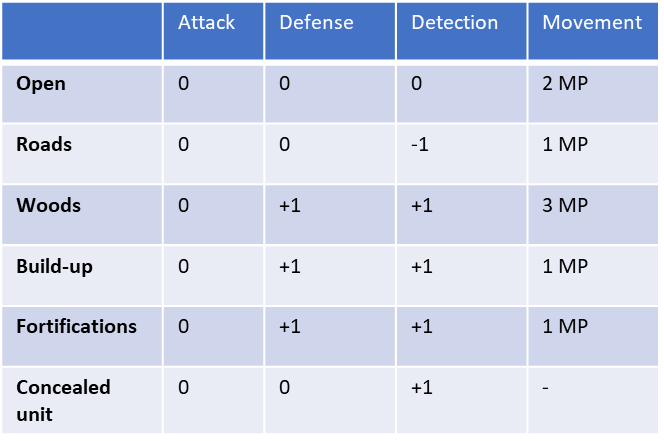 Attack Defense Detection Movement
Open 0 0 0 2 MP
Roads 0 0 -1 1 MP
Woods 0 +1 +1 3 MP
Build-up 0 +1 +1 1 MP
Fortifications 0 +1 +1 1 MP
Concealed 0 0 +1 -
unit